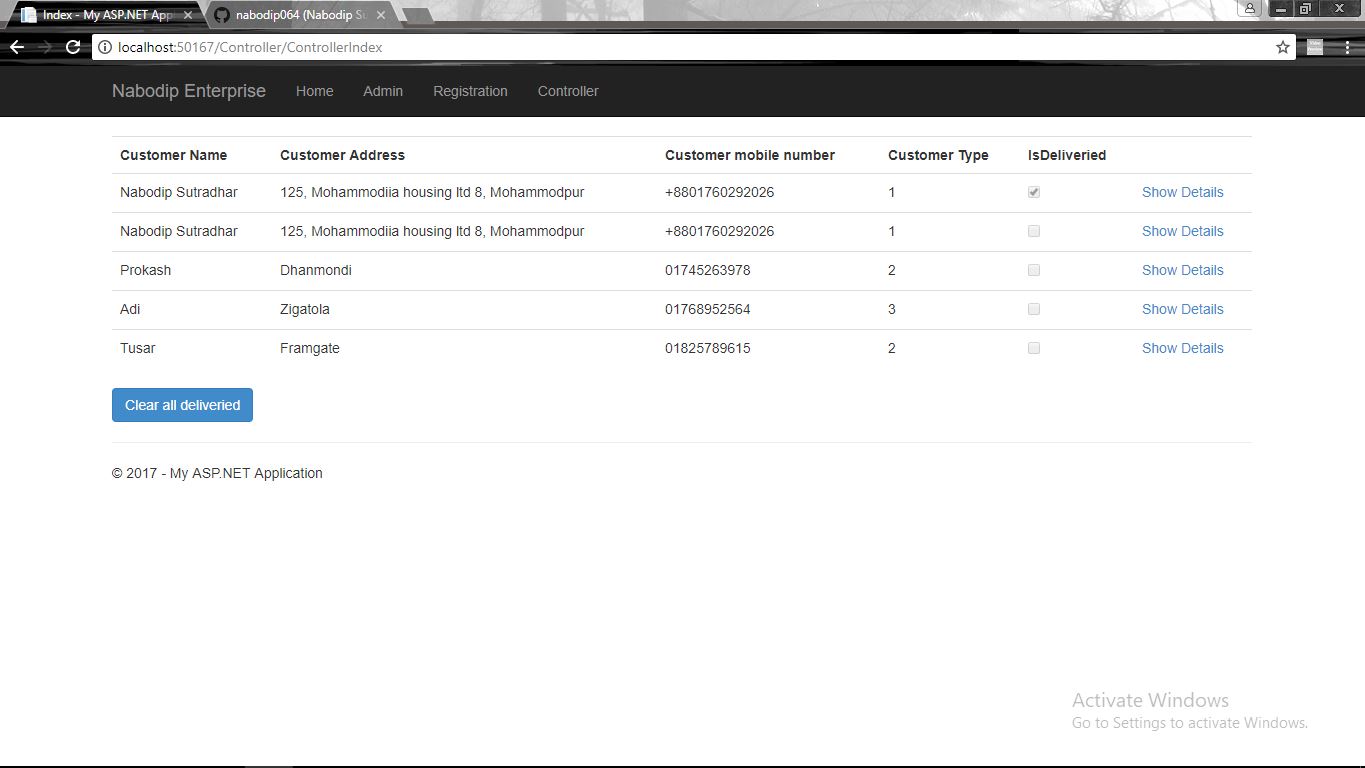 Index - My ASP.NET App
nabodip064 (Nabodip Su
localhost:50167/Controller/ControllerIndex
Nabodip Enterprise Home Admin Registration Controller
Customer Name Customer Address Customer mobile number Customer Type IsDeliveried
Nabodip Sutradhar 125, Mohammodiia housing ltd 8, Mohammodpur +8801760292026 1 Show Details
Nabodip Sutradhar 125, Mohammodiia housing ltd 8, Mohammodpur +8801760292026 1 Show Details
Prokash Dhanmondi 01745263978 2 Show Details
Adi Zigatola 01768952564 3 Show Details
Tusar Framgate 01825789615 2 Show Details
Clear all deliveried
© 2017 - My ASP.NET Application
Activate Windows
Go to Settings to activate Windows.